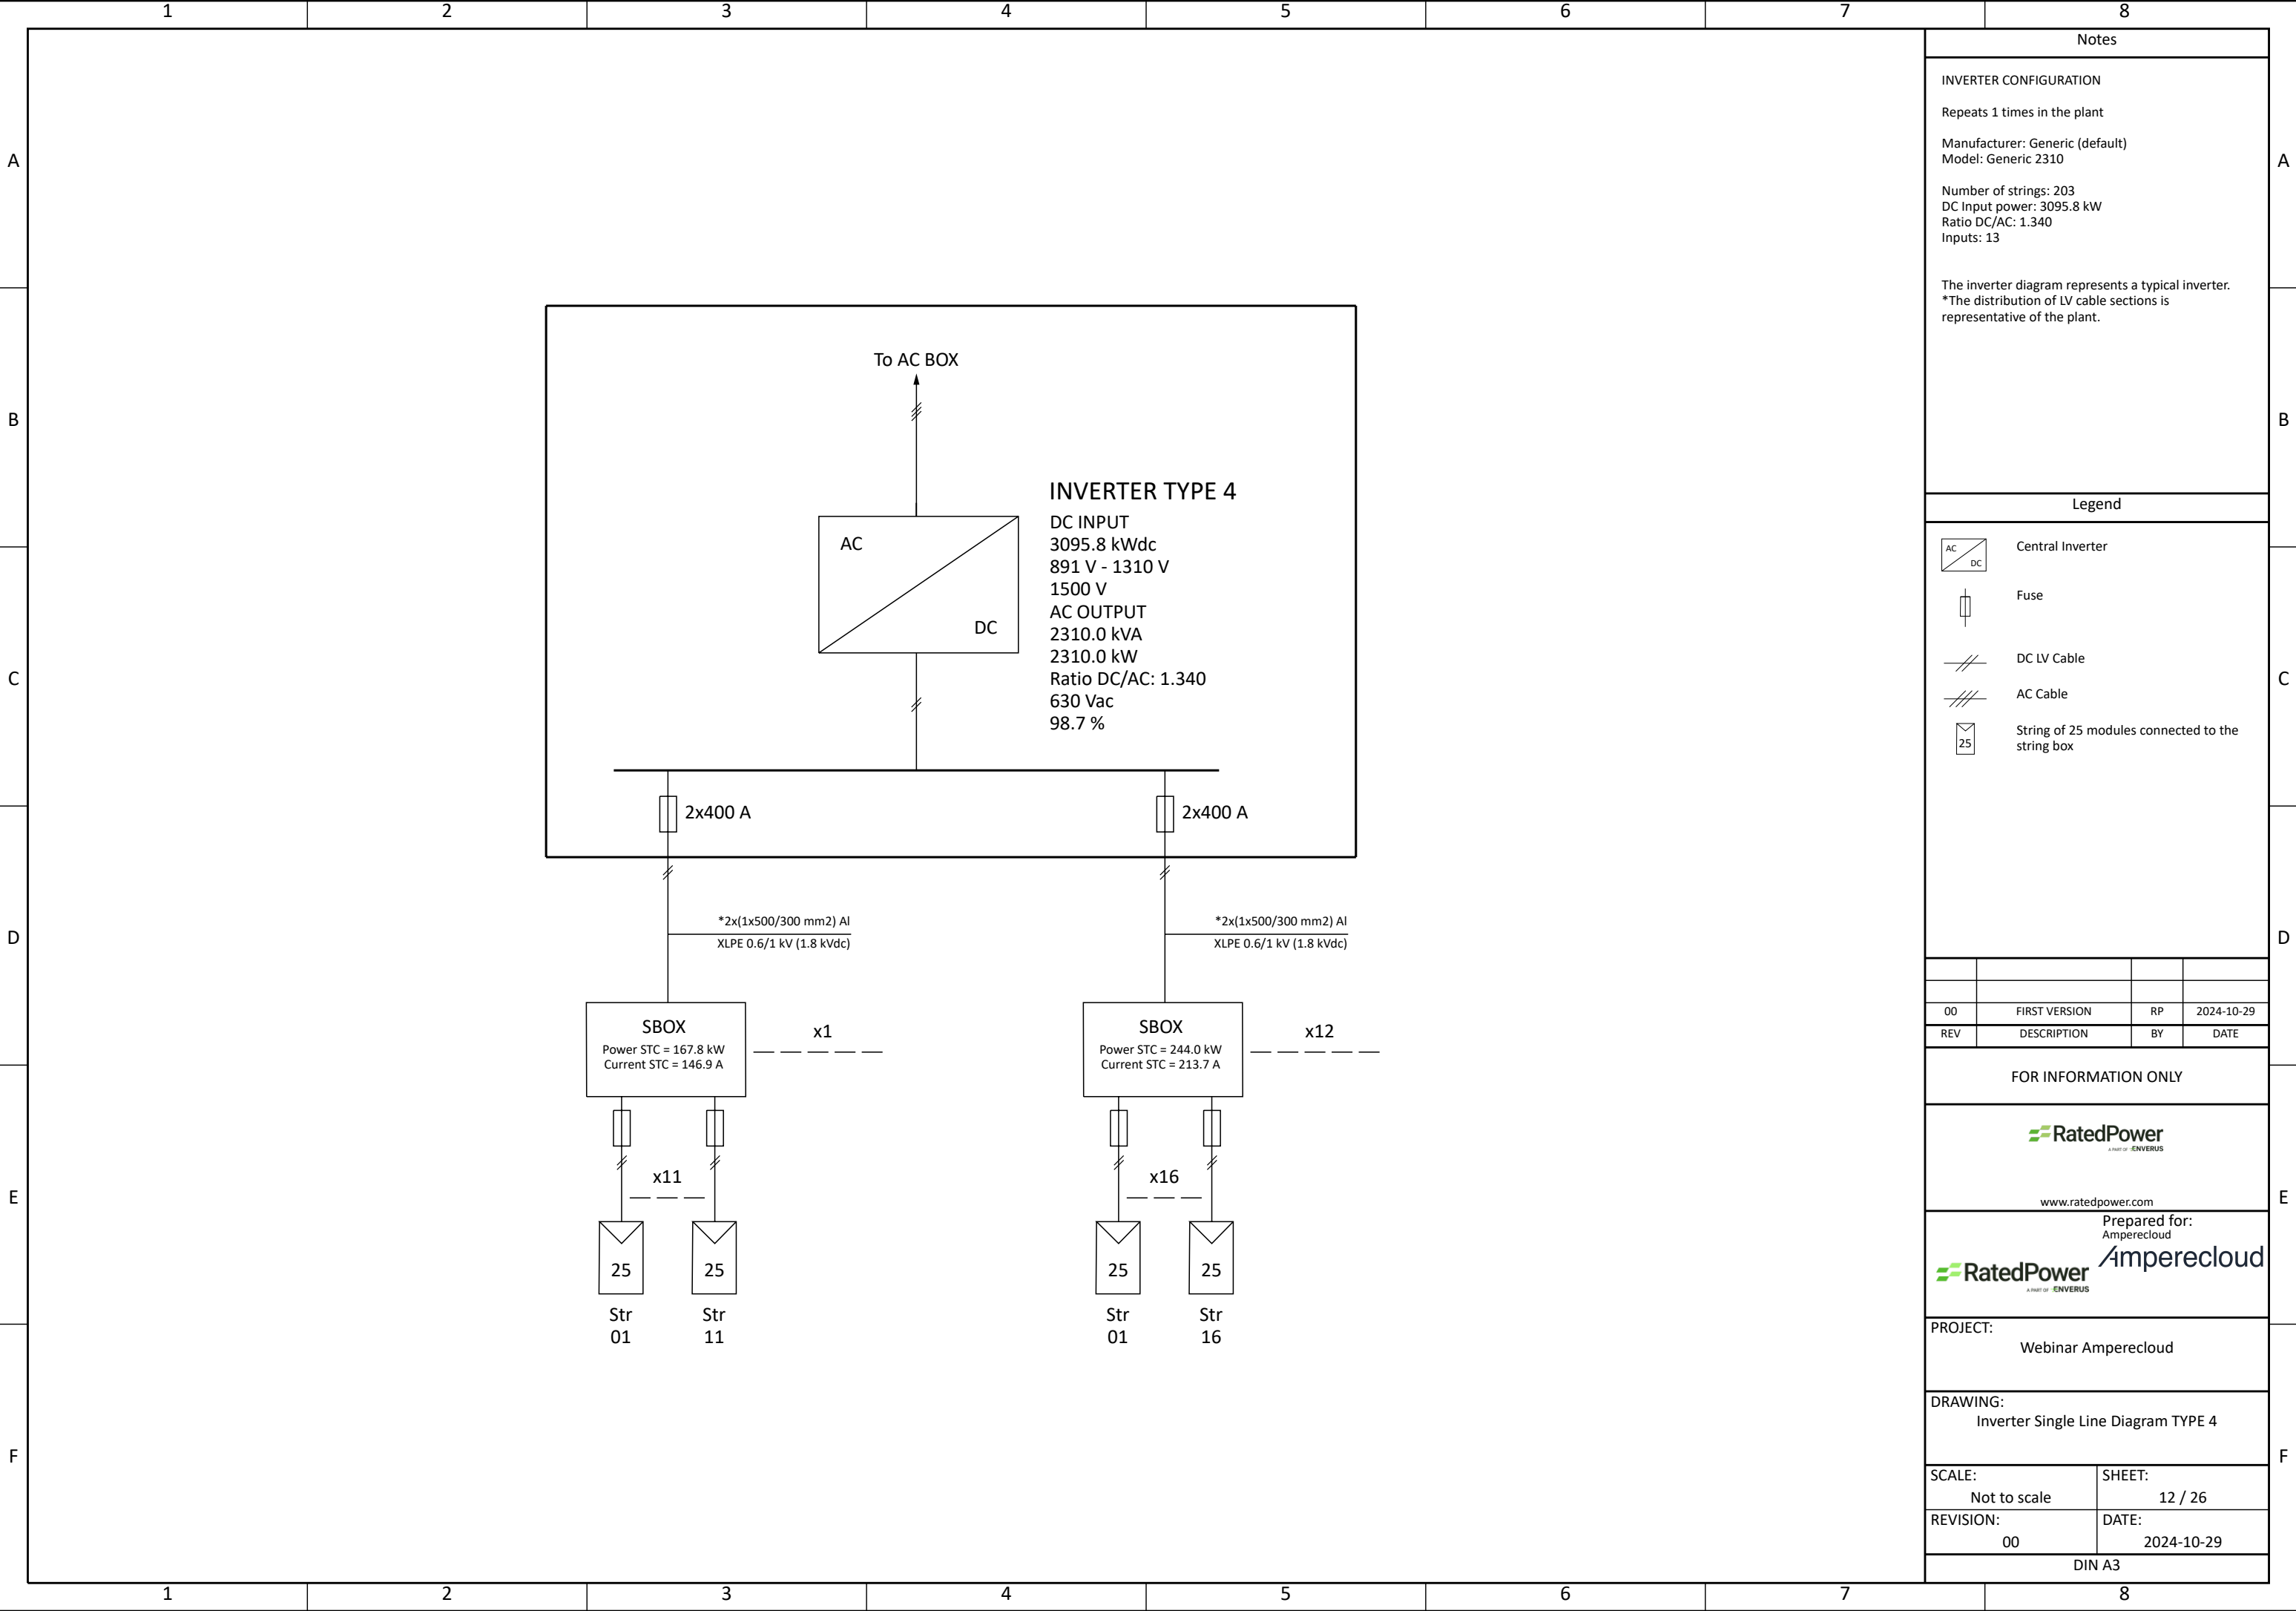 1 2 3 4 5 6 7 8
A
B
C
D
E
F
To AC BOX
INVERTER TYPE 4
DC INPUT
3095.8 kWdc
891 V - 1310 V
1500 V
AC OUTPUT
2310.0 kVA
2310.0 kW
Ratio DC/AC: 1.340
630 Vac
98.7 %
AC
DC
2x400 A
2x400 A
*2x(1x500/300 mm2) Al
XLPE 0.6/1 kV (1.8 kVdc)
*2x(1x500/300 mm2) Al
XLPE 0.6/1 kV (1.8 kVdc)
SBOX
Power STC = 167.8 kW
Current STC = 146.9 A
x1
SBOX
Power STC = 244.0 kW
Current STC = 213.7 A
x12
x11
x16
25
25
25
25
Str
01
Str
11
Str
01
Str
16
Notes
INVERTER CONFIGURATION
Repeats 1 times in the plant
Manufacturer: Generic (default)
Model: Generic 2310
Number of strings: 203
DC Input power: 3095.8 kW
Ratio DC/AC: 1.340
Inputs: 13
The inverter diagram represents a typical inverter.
*The distribution of LV cable sections is
representative of the plant.
Legend
AC
DC
Central Inverter
Fuse
DC LV Cable
AC Cable
25
String of 25 modules connected to the
string box
00 FIRST VERSION RP 2024-10-29
REV DESCRIPTION BY DATE
FOR INFORMATION ONLY
RatedPower
A PART OF ENVERUS
www.ratedpower.com
Prepared for:
Amperecloud
Amperecloud
RatedPower
A PART OF ENVERUS
PROJECT:
Webinar Amperecloud
DRAWING:
Inverter Single Line Diagram TYPE 4
SCALE:
Not to scale
SHEET:
12 / 26
REVISION:
00
DATE:
2024-10-29
DIN A3
A
B
C
D
E
F
1 2 3 4 5 6 7 8